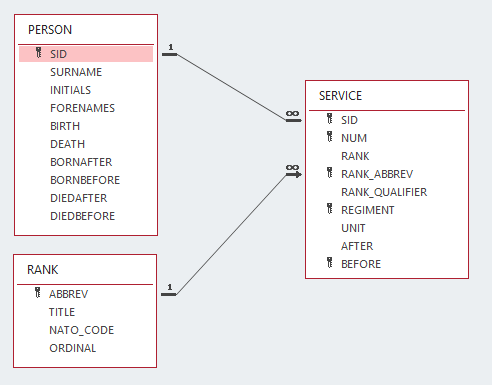 PERSON
SID
SURNAME
INITIALS
FORENAMES
BIRTH
DEATH
BORNAFTER
BORNBEFORE
DIEDAFTER
DIEDBEFORE
1
∞
SERVICE
SID
NUM
RANK
RANK_ABBREV
RANK_QUALIFIER
REGIMENT
UNIT
AFTER
BEFORE
∞
1
RANK
ABBREV
TITLE
NATO_CODE
ORDINAL